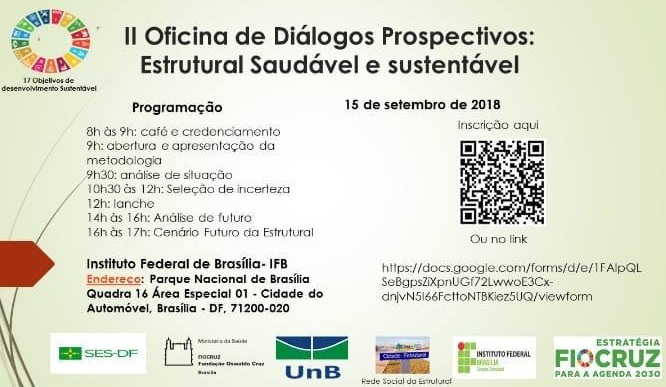 II Oficina de Diálogos Prospectivos:
Estrutural Saudável e sustentável
17 Objetivos de
desenvolvimento Sustentável
Programação
8h às 9h: café e credenciamento
9h: abertura e apresentação da
metodologia
9h30: análise de situação
10h30 às 12h: Seleção de incerteza
12h: lanche
14h às 16h: Análise de futuro
16h às 17h: Cenário Futuro da Estrutural
15 de setembro de 2018
Inscrição aqui
Ou no link
https://docs.google.com/forms/d/e/1FAIpQL
SeBgpsZiXpnUGf72LwwoE3Cx-
dnjvN5I66FcttoNTBKiez5UQ/viewform
Instituto Federal de Brasília- IFB
Endereço: Parque Nacional de Brasília
Quadra 16 Área Especial 01 - Cidade do
Automóvel, Brasília - DF, 71200-020
SES-DF
Ministério da Saúde
FIOCRUZ
Fundação Oswaldo Cruz
Brasília
UnB
Cidade Estrutural
Rede Social da Estrutural
INSTITUTO FEDERAL
BRASÍLIA
Campus Estrutural
ESTRATÉGIA
FIOCRUZ
PARA A AGENDA 2030